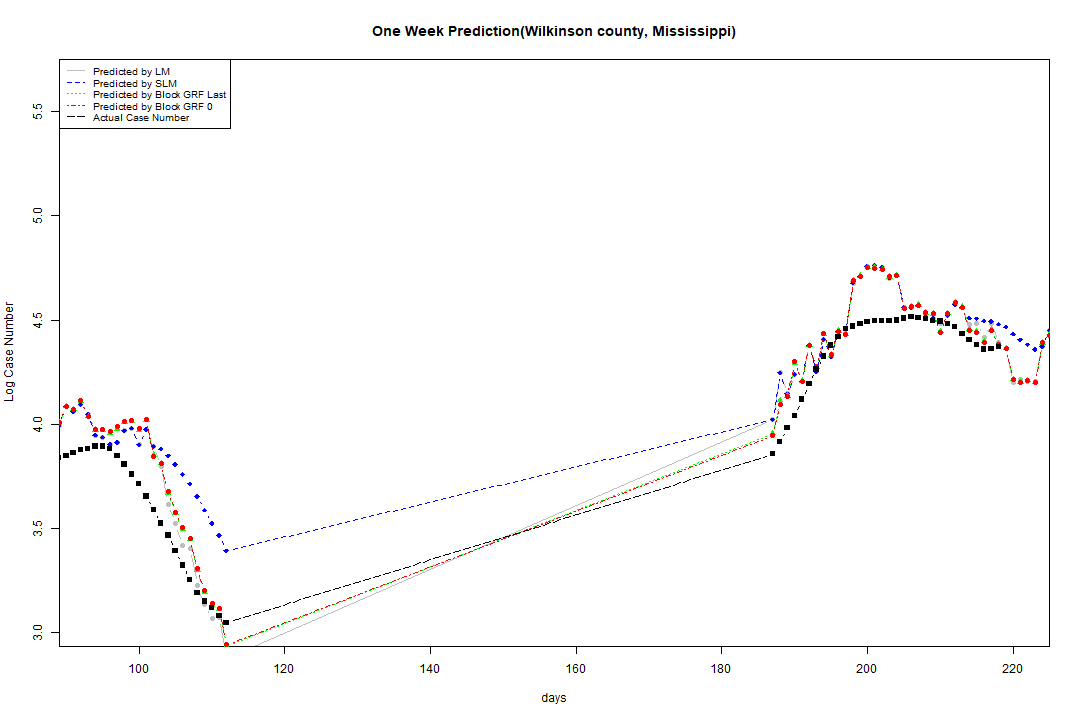 One Week Prediction(Wilkinson county, Mississippi)
Predicted by LM
Predicted by SLM
Predicted by Block GRF Last
Predicted by Block GRF 0
Actual Case Number
Log Case Number
5.5
5.0
4.5
4.0
3.5
3.0
100 120 140 160 180 200 220
days